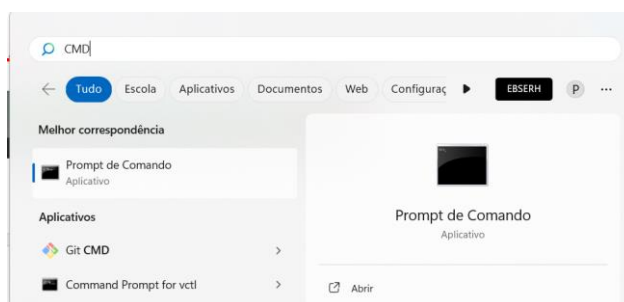 CMD
Tudo Escola Aplicativos Documentos Web Configuraç EBSERH P ...
Melhor correspondência
Prompt de Comando
Aplicativo
Prompt de Comando
Aplicativo
Aplicativos
Git CMD
Command Prompt for vctl
Abrir